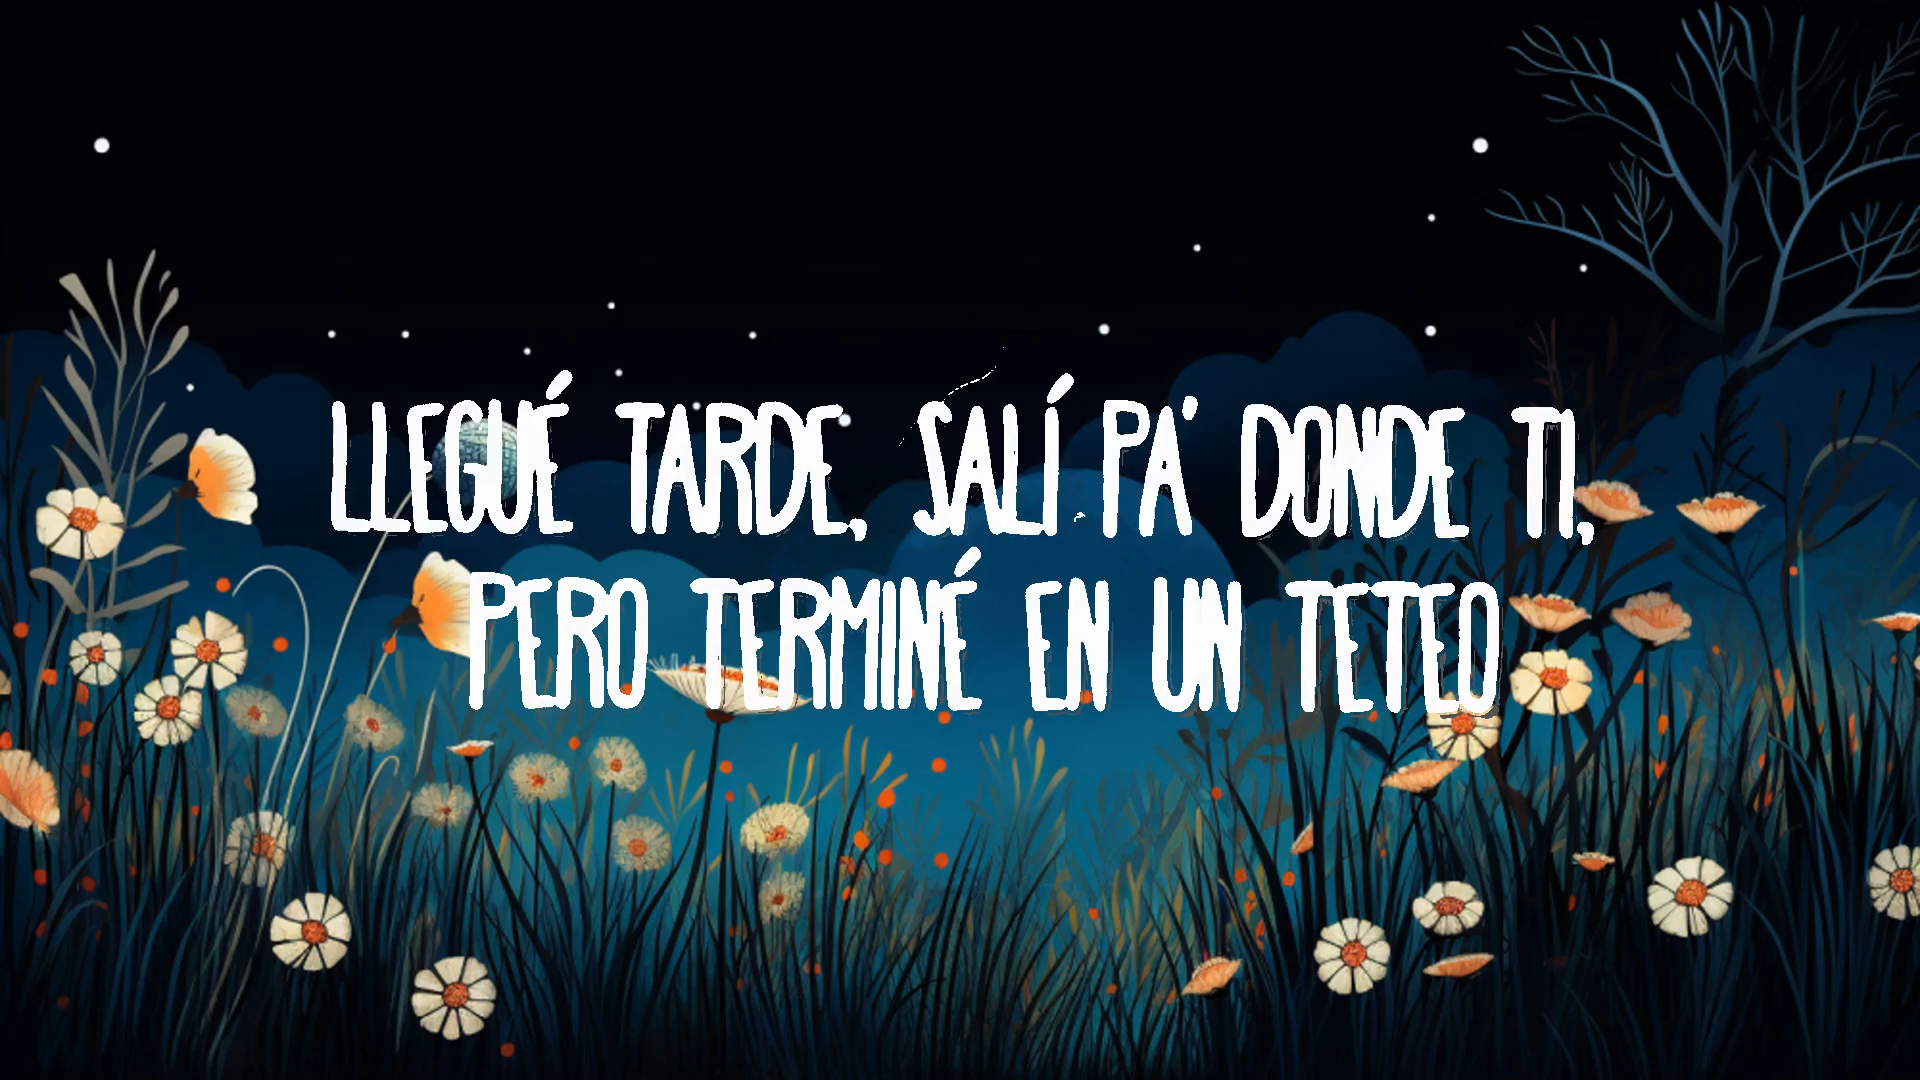 LLEGUÉ TARDE, SALÍ PA' DONDE TI,
PERO TERMINÉ EN UN TETEO